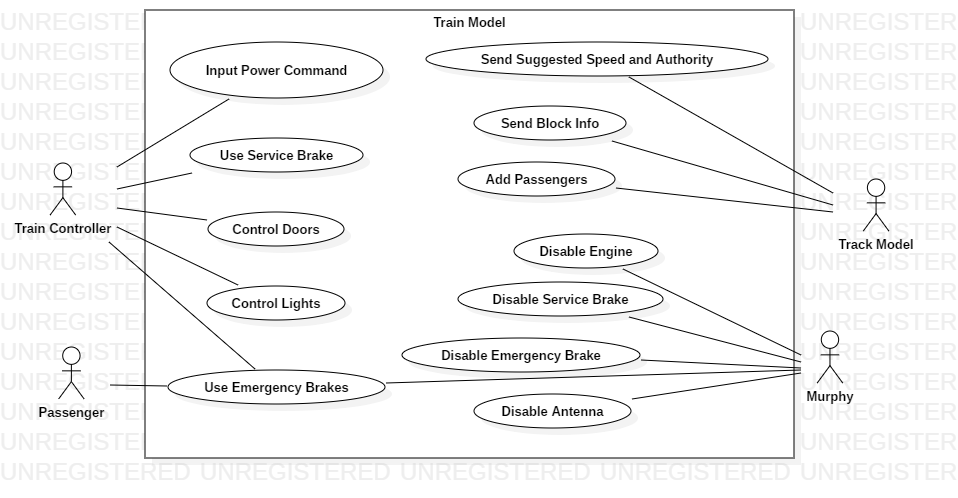 Train Model
Input Power Command
Send Suggested Speed and Authority
Send Block Info
Use Service Brake
Add Passengers
Train Controller
Control Doors
Track Model
Disable Engine
Control Lights
Disable Service Brake
Disable Emergency Brake
Use Emergency Brakes
Murphy
Passenger
Disable Antenna
UNREGISTERED UNREGISTERED UNREGISTERED UNREGISTERED UNREGISTERED